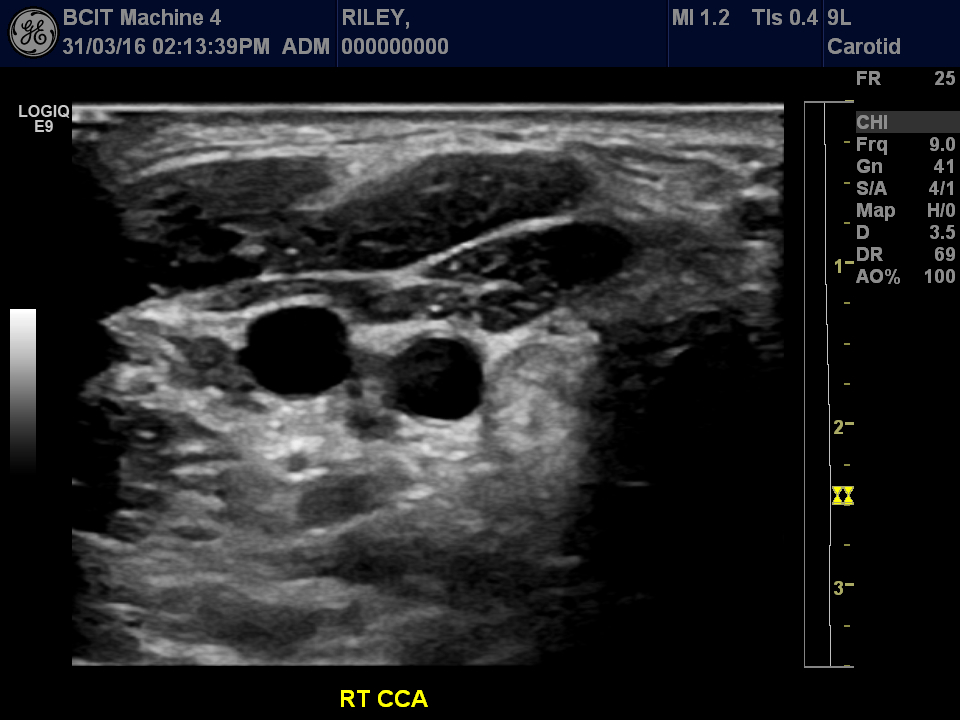 BCIT Machine 4
31/03/16 02:13:39PM ADM
RILEY,
000000000
MI 1.2 TIs 0.4
9L
Carotid
LOGIQ
E9
FR 25
CHI
Frq 9.0
Gn 41
S/A 4/1
Map H/0
D 3.5
DR 69
AO% 100
1
2
3
RT CCA